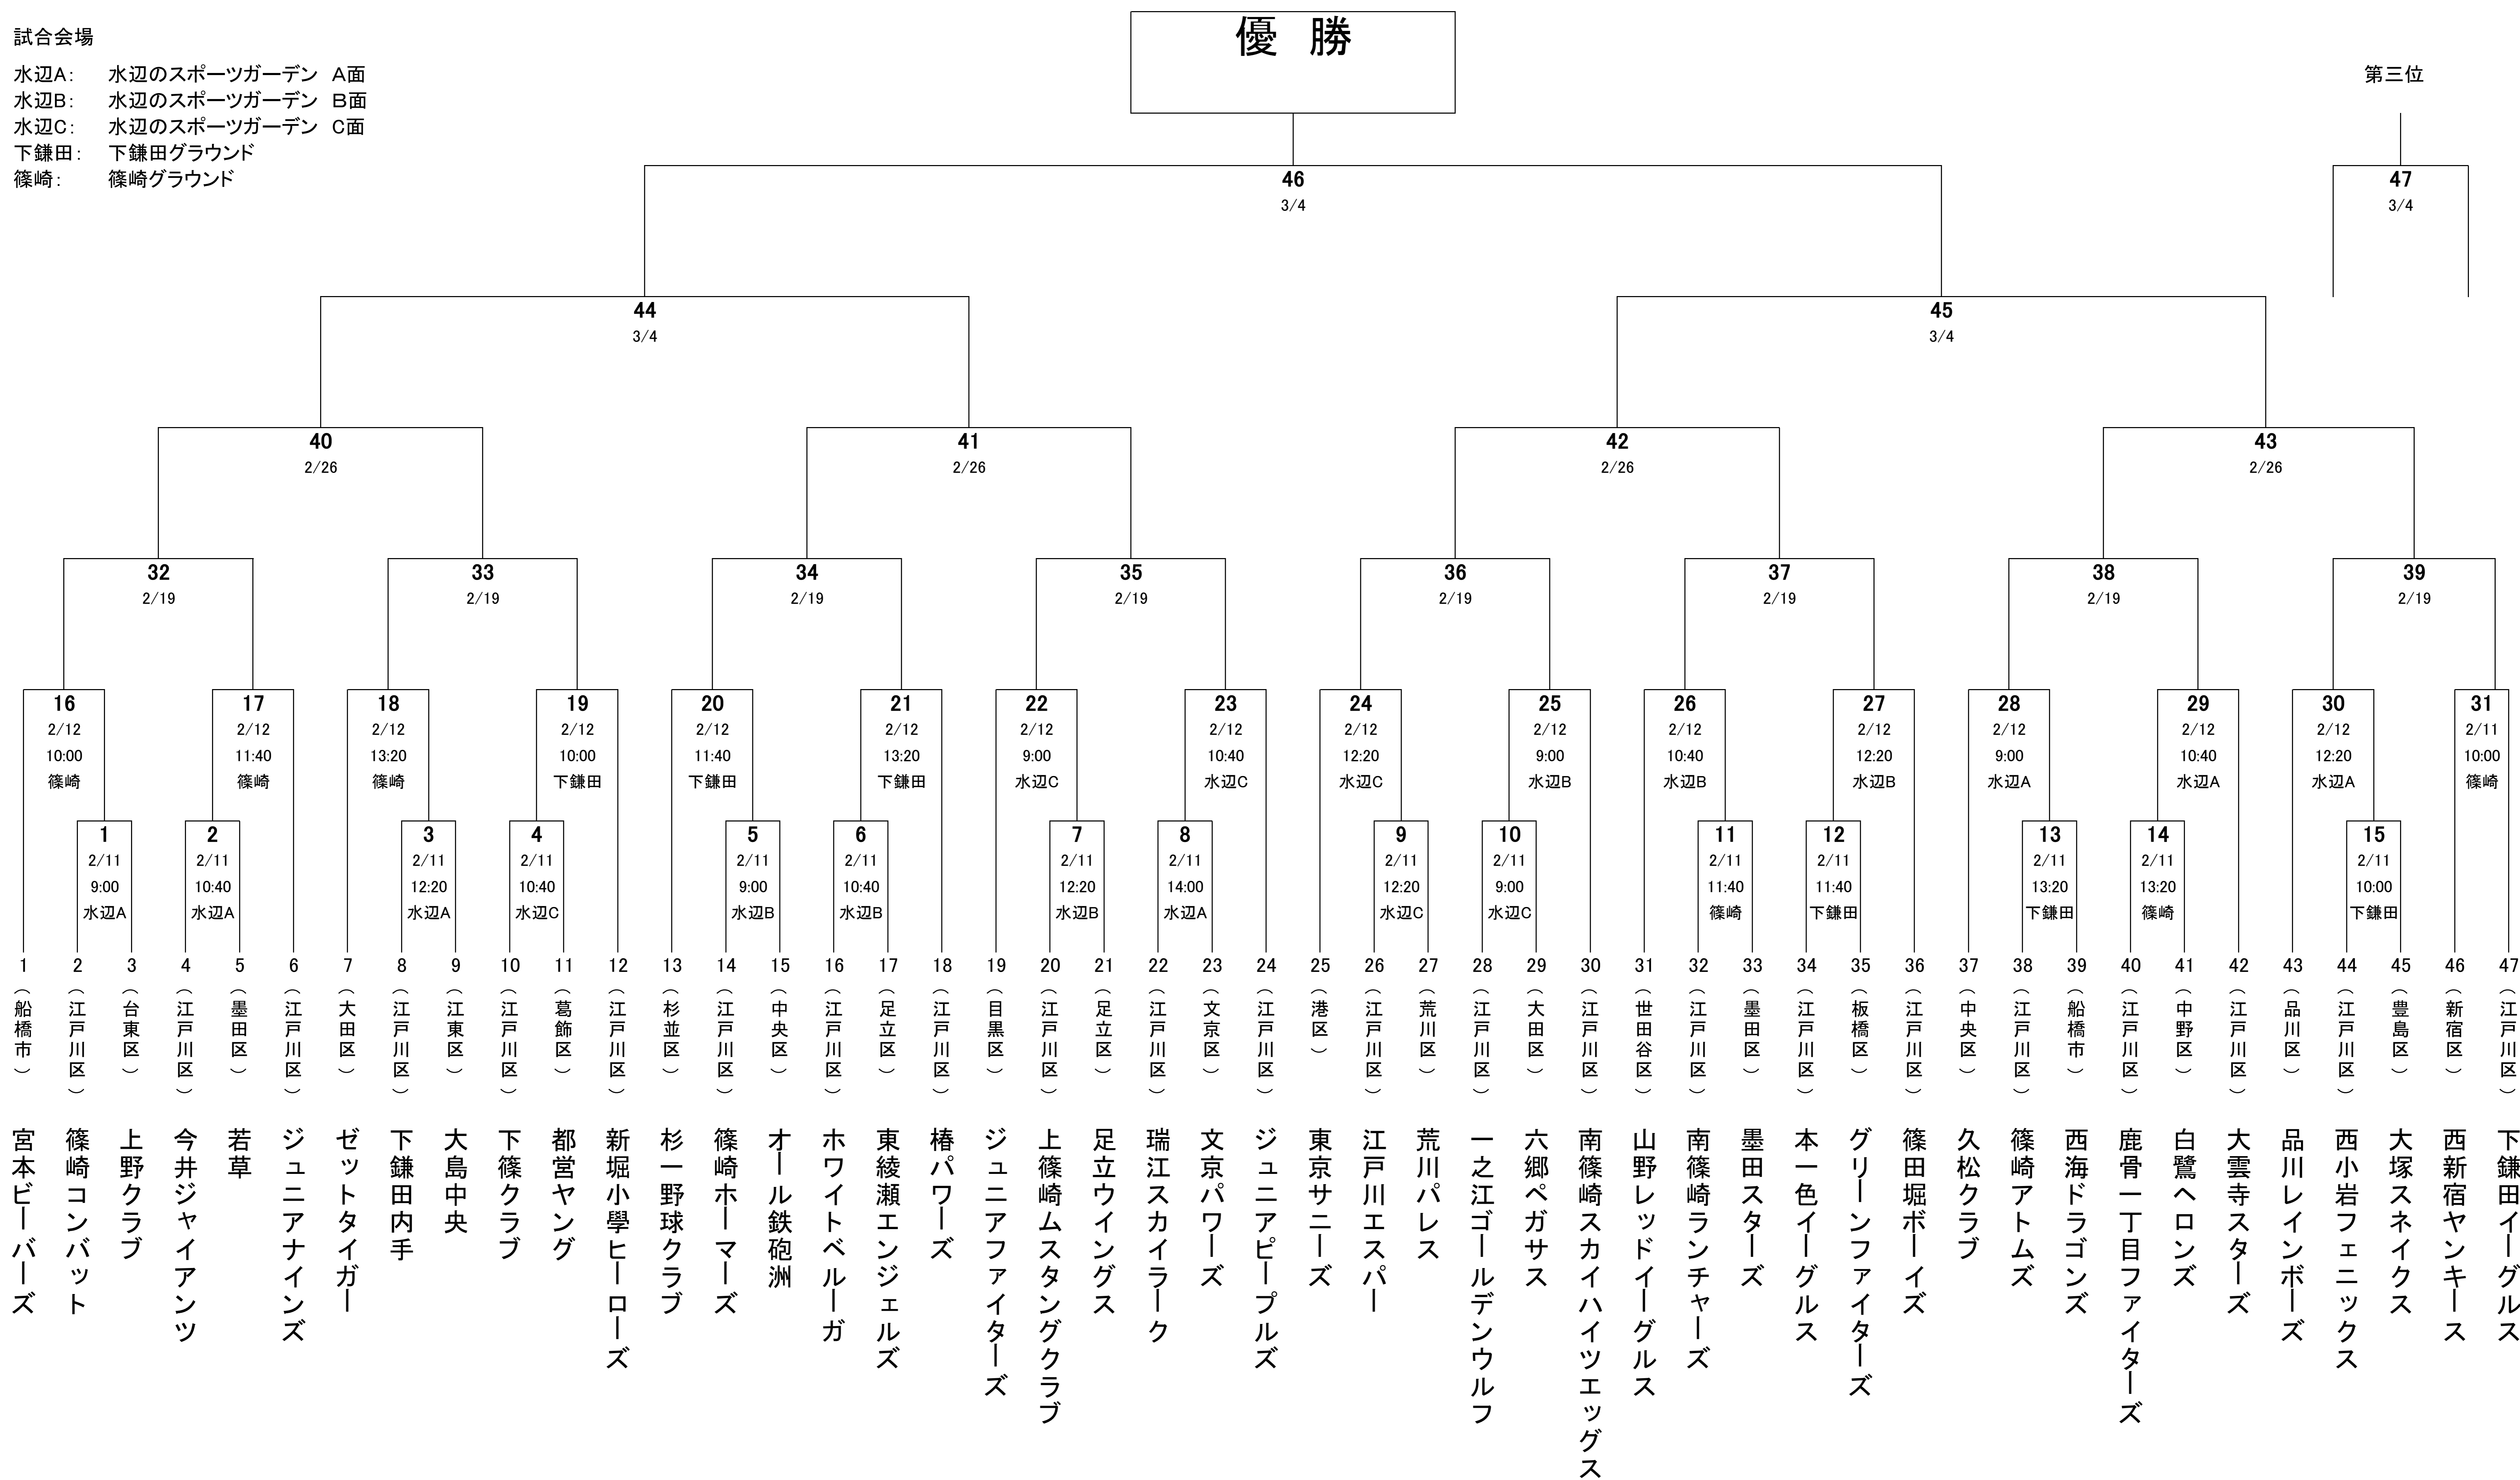 優　勝
試合会場
水辺A：　水辺のスポーツガーデン　A面
水辺B：　水辺のスポーツガーデン　B面
水辺C：　水辺のスポーツガーデン　C面
下鎌田：　下鎌田グラウンド
篠崎：　篠崎グラウンド
第三位
46
3/4
47
3/4
44
3/4
45
3/4
40
2/26
41
2/26
42
2/26
43
2/26
32
2/19
33
2/19
34
2/19
35
2/19
36
2/19
37
2/19
38
2/19
39
2/19
16
2/12
10:00
篠崎
17
2/12
11:40
篠崎
18
2/12
13:20
篠崎
19
2/12
10:00
下鎌田
20
2/12
11:40
下鎌田
21
2/12
13:20
下鎌田
22
2/12
9:00
水辺C
23
2/12
10:40
水辺C
24
2/12
12:20
水辺C
25
2/12
9:00
水辺B
26
2/12
10:40
水辺B
27
2/12
12:20
水辺B
28
2/12
9:00
水辺A
29
2/12
10:40
水辺A
30
2/12
12:20
水辺A
31
2/11
10:00
篠崎
1
2/11
9:00
水辺A
2
2/11
10:40
水辺A
3
2/11
12:20
水辺A
4
2/11
10:40
水辺C
5
2/11
9:00
水辺B
6
2/11
10:40
水辺B
7
2/11
12:20
水辺B
8
2/11
14:00
水辺A
9
2/11
12:20
水辺C
10
2/11
9:00
水辺C
11
2/11
11:40
篠崎
12
2/11
11:40
下鎌田
13
2/11
13:20
下鎌田
14
2/11
13:20
篠崎
15
2/11
10:00
下鎌田
1（船橋市）宮本ビーバーズ
2（江戸川区）篠崎コンバット
3（台東区）上野クラブ
4（江戸川区）今井ジャイアンツ
5（墨田区）若草
6（江戸川区）ジュニアナインズ
7（大田区）ゼットタイガー
8（江戸川区）下鎌田内手
9（江東区）大島中央
10（江戸川区）下篠クラブ
11（葛飾区）都営ヤング
12（江戸川区）新堀小學ヒーローズ
13（杉並区）杉一野球クラブ
14（江戸川区）篠崎ホーマーズ
15（中央区）オール鉄砲洲
16（江戸川区）ホワイトベルーガ
17（足立区）東綾瀬エンジェルズ
18（江戸川区）椿パワーズ
19（目黒区）ジュニアファイターズ
20（江戸川区）上篠崎ムスタングクラブ
21（足立区）足立ウイングス
22（江戸川区）瑞江スカイラーク
23（文京区）文京パワーズ
24（江戸川区）ジュニアピープルズ
25（港区）東京サニーズ
26（江戸川区）江戸川エスパー
27（荒川区）荒川パレス
28（江戸川区）一之江ゴールデンウルフ
29（大田区）六郷ペガサス
30（江戸川区）南篠崎スカイハイツエッグス
31（世田谷区）山野レッドイーグルス
32（江戸川区）南篠崎ランチャーズ
33（墨田区）墨田スターズ
34（江戸川区）本一色イーグルス
35（板橋区）グリーンファイターズ
36（江戸川区）篠田堀ボーイズ
37（中央区）久松クラブ
38（江戸川区）篠崎アトムズ
39（船橋市）西海ドラゴンズ
40（江戸川区）鹿骨一丁目ファイターズ
41（中野区）白鷺ヘロンズ
42（江戸川区）大雲寺スターズ
43（品川区）品川レインボーズ
44（江戸川区）西小岩フェニックス
45（豊島区）大塚スネイクス
46（新宿区）西新宿ヤンキース
47（江戸川区）下鎌田イーグルス